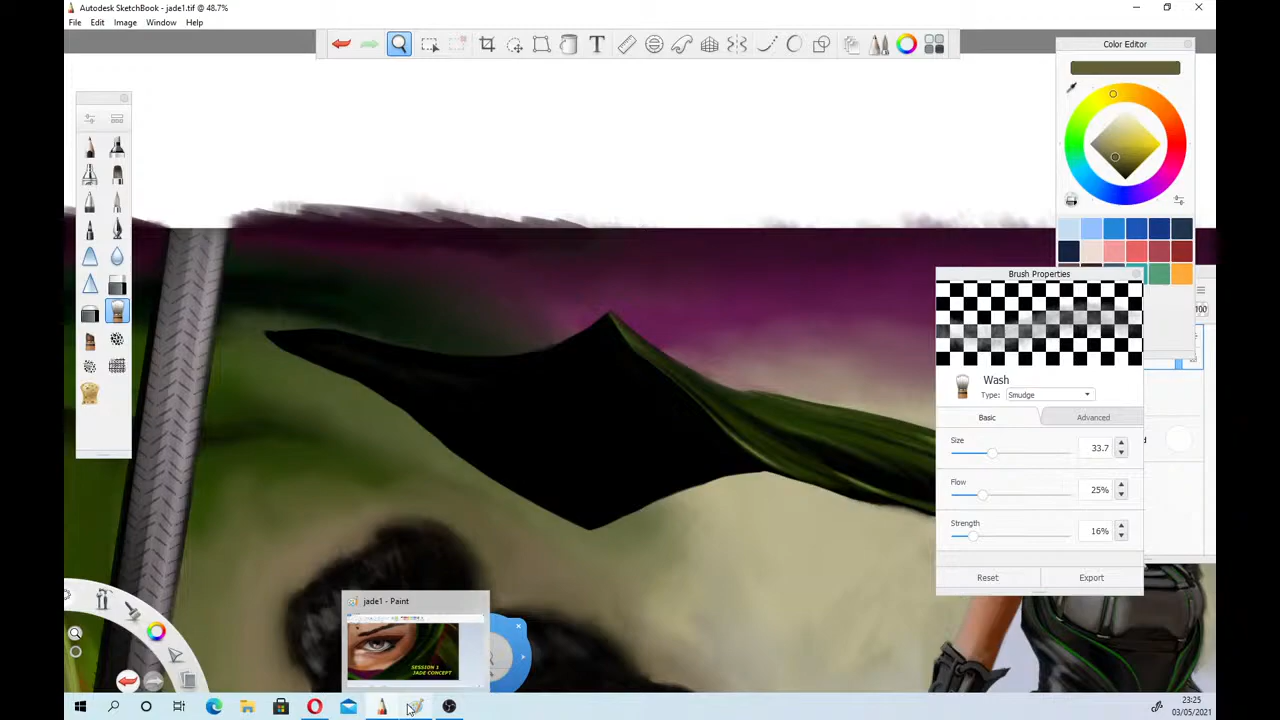 Autodesk SketchBook - jade1.tif @ 48.7%
File Edit Image Window Help
T
Color Editor
Brush Properties
100
Wash
Type: Smudge
Basic Advanced
Size
33.7
Flow
25%
Strength
16%
Reset Export
jade1 - Paint
SESSION 1
JADE CONCEPT
23:25
03/05/2021